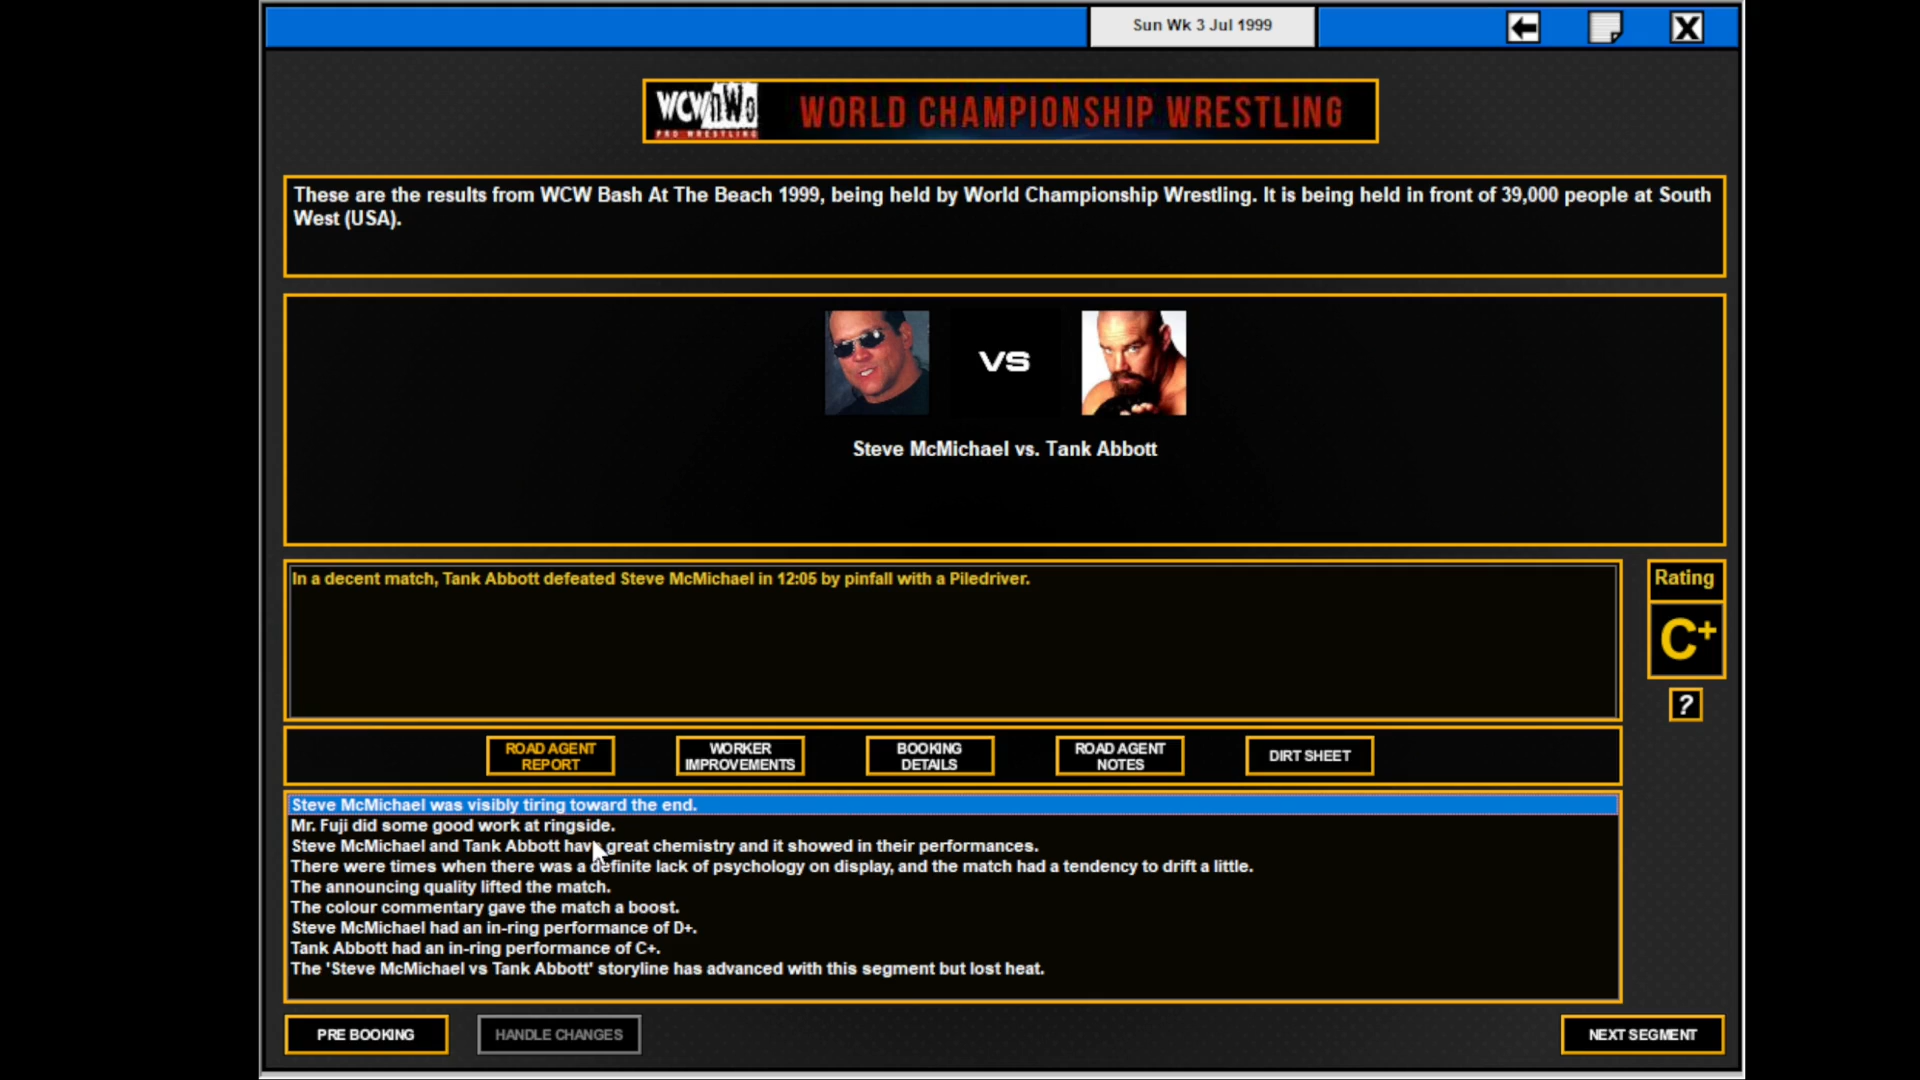 Sun Wk 3 Jul 1999
WCW nWo
PRO WRESTLING
WORLD CHAMPIONSHIP WRESTLING
These are the results from WCW Bash At The Beach 1999, being held by World Championship Wrestling. It is being held in front of 39,000 people at South
West (USA).
VS
Steve McMichael vs. Tank Abbott
In a decent match, Tank Abbott defeated Steve McMichael in 12:05 by pinfall with a Piledriver.
Rating
C+
?
ROAD AGENT
REPORT
WORKER
IMPROVEMENTS
BOOKING
DETAILS
ROAD AGENT
NOTES
DIRT SHEET
Steve McMichael was visibly tiring toward the end.
Mr. Fuji did some good work at ringside.
Steve McMichael and Tank Abbott have great chemistry and it showed in their performances.
There were times when there was a definite lack of psychology on display, and the match had a tendency to drift a little.
The announcing quality lifted the match.
The colour commentary gave the match a boost.
Steve McMichael had an in-ring performance of D+.
Tank Abbott had an in-ring performance of C+.
The 'Steve McMichael vs Tank Abbott' storyline has advanced with this segment but lost heat.
PRE BOOKING
HANDLE CHANGES
NEXT SEGMENT